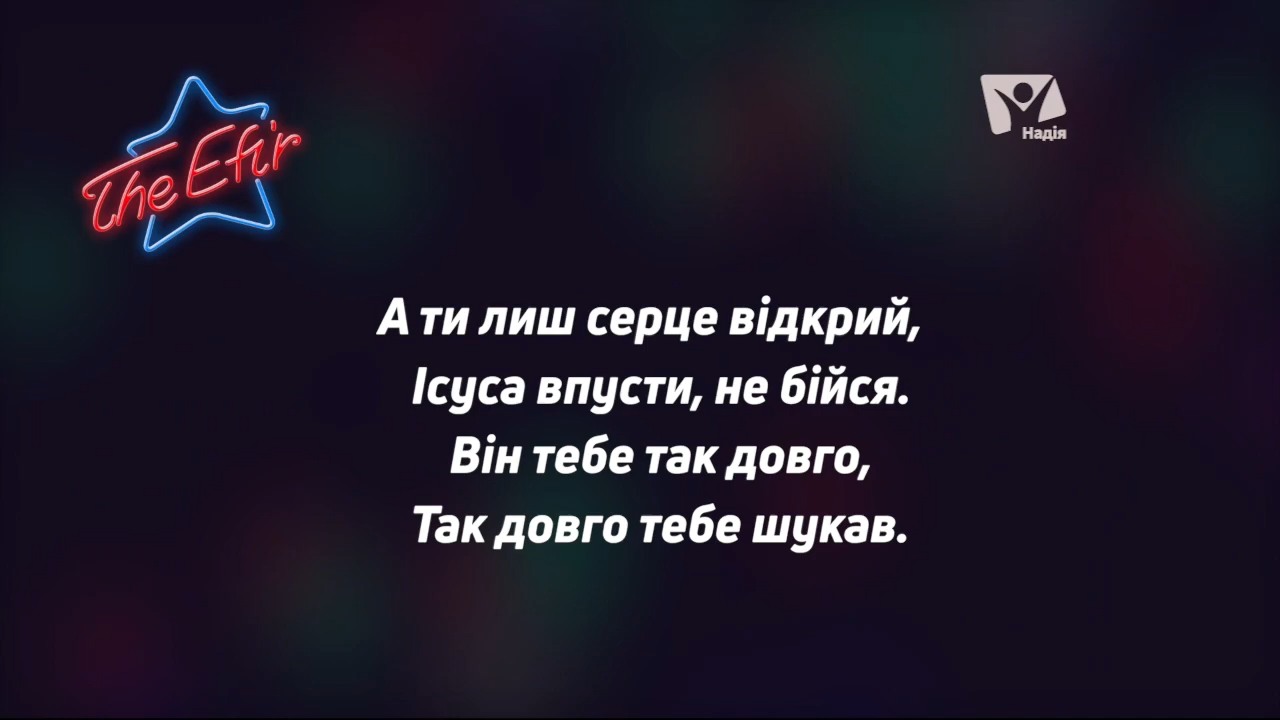 The Efir
Надія
А ти лиш серце відкрий,
Ісуса впусти, не бійся.
Він тебе так довго,
Так довго тебе шукав.